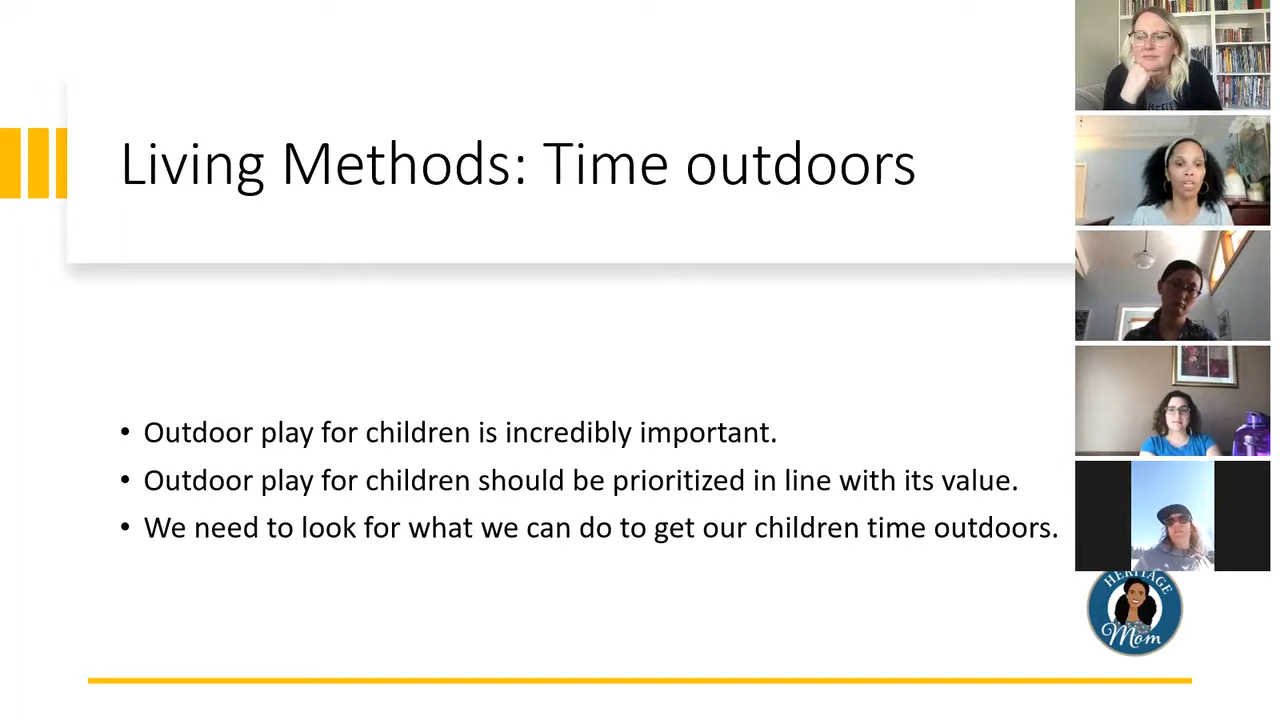 Living Methods: Time outdoors
• Outdoor play for children is incredibly important.
• Outdoor play for children should be prioritized in line with its value.
• We need to look for what we can do to get our children time outdoors.
HERITAGE
Mom